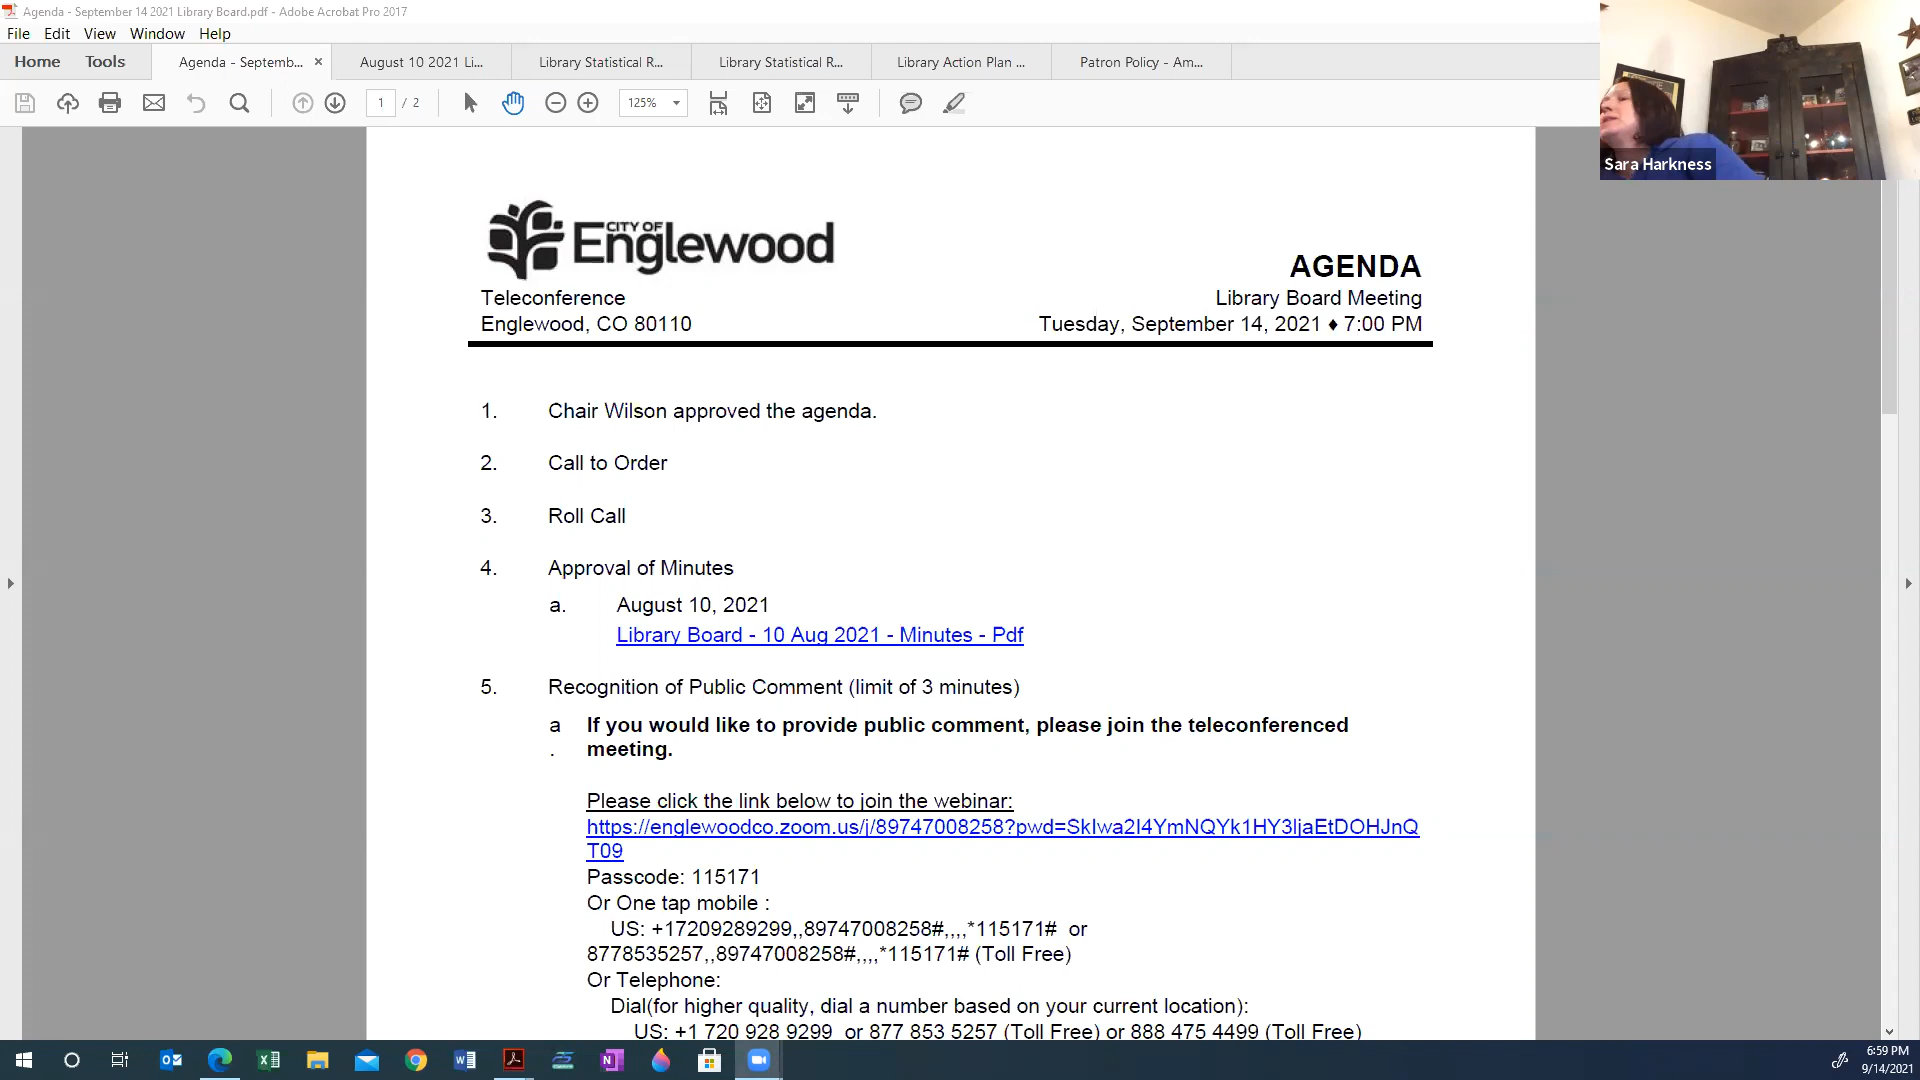 Agenda - September 14 2021 Library Board.pdf - Adobe Acrobat Pro 2017
File Edit View Window Help
Home Tools Agenda - Septemb... × August 10 2021 Li... Library Statistical R... Library Statistical R... Library Action Plan ... Patron Policy - Am...
1 / 2 125%
Sara Harkness
CITY OF
Englewood
AGENDA
Teleconference Library Board Meeting
Englewood, CO 80110 Tuesday, September 14, 2021 ♦ 7:00 PM
1. Chair Wilson approved the agenda.
2. Call to Order
3. Roll Call
4. Approval of Minutes
a. August 10, 2021
Library Board - 10 Aug 2021 - Minutes - Pdf
5. Recognition of Public Comment (limit of 3 minutes)
a If you would like to provide public comment, please join the teleconferenced
. meeting.
Please click the link below to join the webinar:
https://englewoodco.zoom.us/j/89747008258?pwd=SkIwa2I4YmNQYk1HY3ljaEtDOHJnQ
T09
Passcode: 115171
Or One tap mobile :
US: +17209289299,,89747008258#,,,,*115171# or
8778535257,,89747008258#,,,,*115171# (Toll Free)
Or Telephone:
Dial(for higher quality, dial a number based on your current location):
US: +1 720 928 9299 or 877 853 5257 (Toll Free) or 888 475 4499 (Toll Free)
6:59 PM
9/14/2021